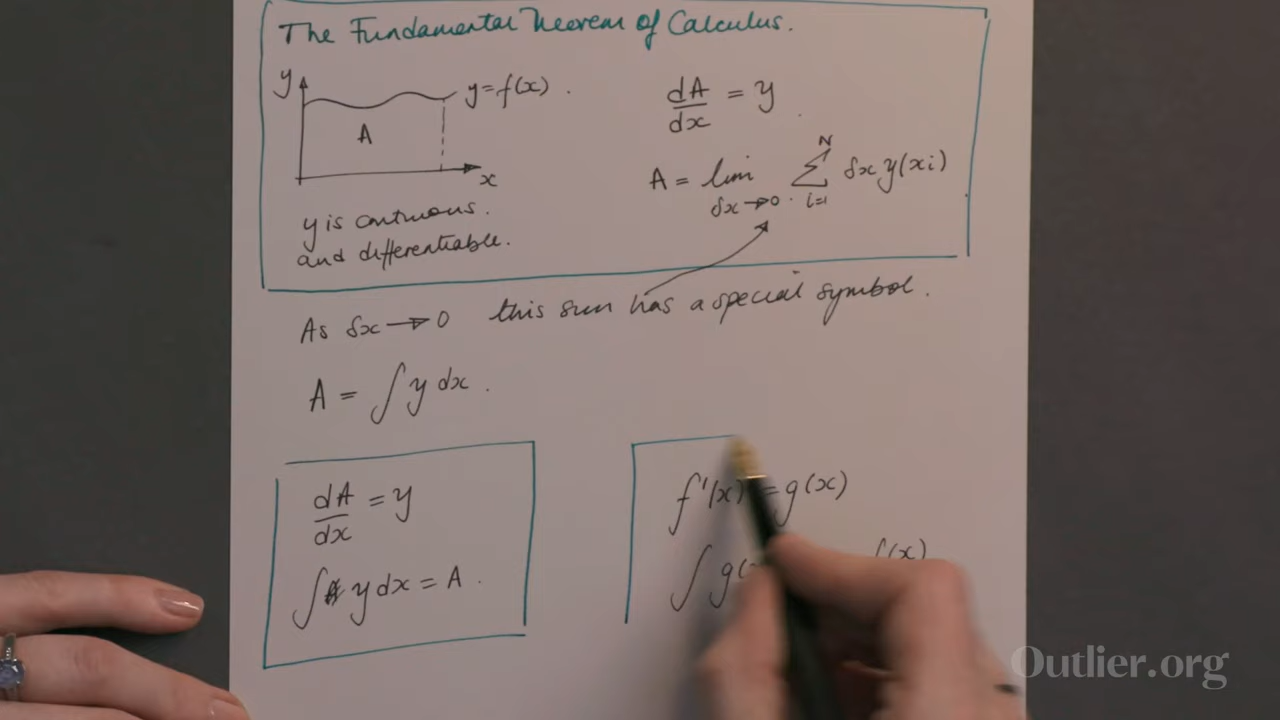 The Fundamental Theorem of Calculus.
y
y=f(x).
A
x
y is contnuous.
and differentiable.
dA/dx = y
A = lim δx→0 ∑ i=1 N δx y(xi)
As δx → 0 this sum has a special symbol.
A = ∫ y dx.
dA/dx = y
∫ y dx = A.
f'(x) = g(x)
∫ g( f(x)
Outlier.org